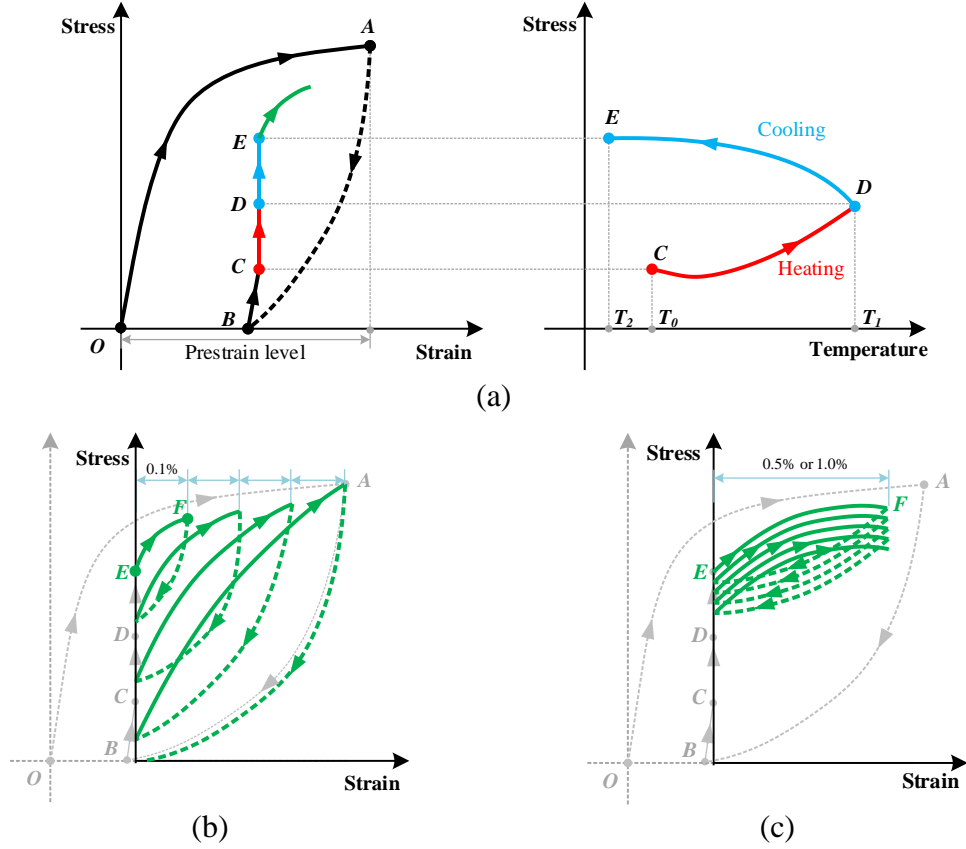 Stress
A
E
D
C
B
O
Prestrain level
Strain
Stress
E
Cooling
D
C
Heating
T2
T0
T1
Temperature
(a)
Stress
0.1%
A
F
E
D
C
B
O
Strain
(b)
Stress
0.5% or 1.0%
A
F
E
D
C
B
O
Strain
(c)